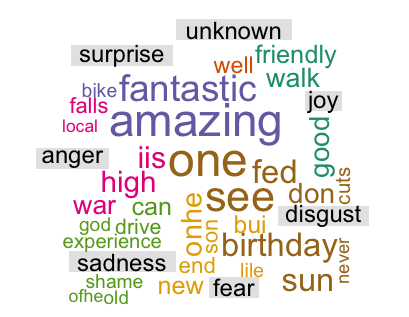 unknown
surprise
well friendly
bike fantastic walk
falls joy
local amazing good
anger iis one fed
high see don cuts
war can onhe disgust
god drive son bui
experience birthday never
sadness end lile sun
shame new fear
ofhe old